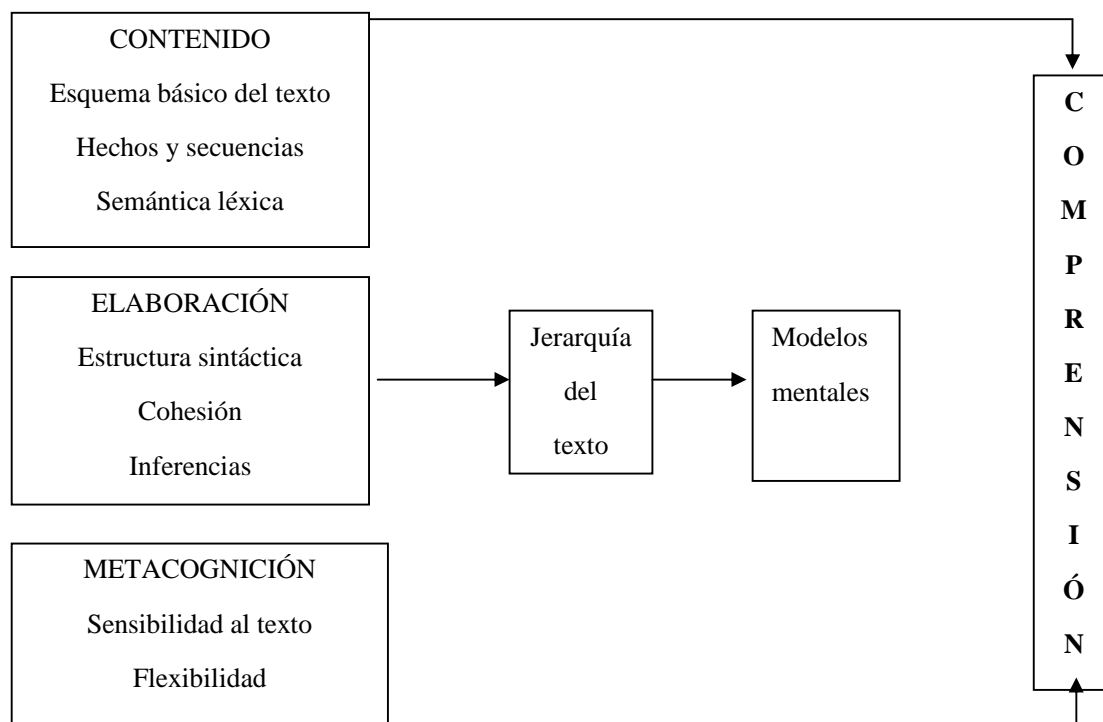 CONTENIDO
Esquema básico del texto
Hechos y secuencias
Semántica léxica
ELABORACIÓN
Estructura sintáctica
Cohesión
Inferencias
Jerarquía
del
texto
Modelos
mentales
METACOGNICIÓN
Sensibilidad al texto
Flexibilidad
C
O
M
P
R
E
N
S
I
Ó
N